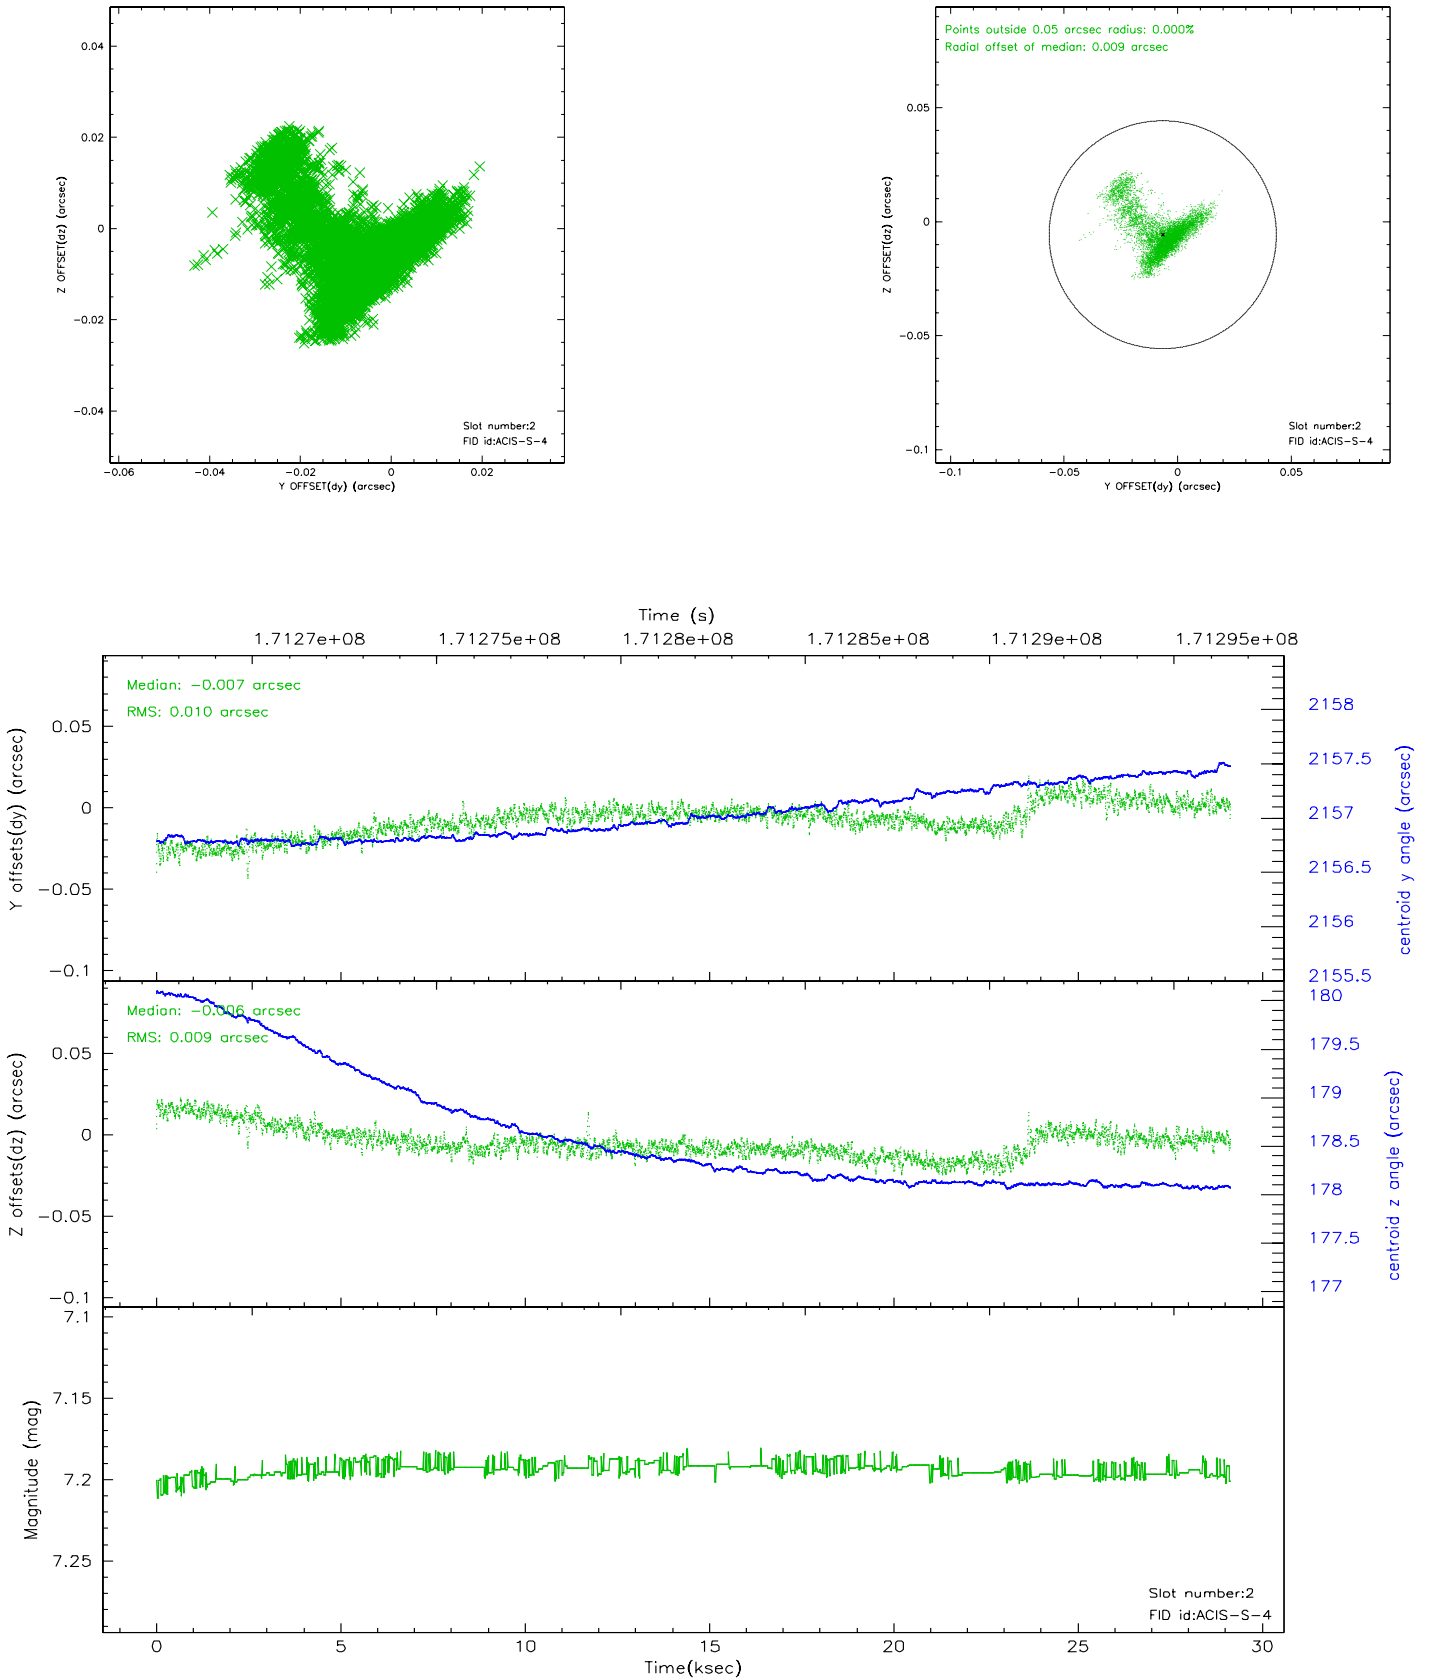 0.04
0.02
0
−0.02
−0.04
Z OFFSET(dz) (arcsec)
Slot number:2
FID id:ACIS−S−4
−0.06 −0.04 −0.02 0 0.02
Y OFFSET(dy) (arcsec)
Points outside 0.05 arcsec radius: 0.000%
Radial offset of median: 0.009 arcsec
0.05
0
−0.05
−0.1
Z OFFSET(dz) (arcsec)
Slot number:2
FID id:ACIS−S−4
−0.1 −0.05 0 0.05
Y OFFSET(dy) (arcsec)
Time (s)
1.7127e+08 1.71275e+08 1.7128e+08 1.71285e+08 1.7129e+08 1.71295e+08
Median: −0.007 arcsec
RMS: 0.010 arcsec
0.05
0
−0.05
−0.1
Y offsets(dy) (arcsec)
2158
2157.5
2157
2156.5
2156
2155.5
centroid y angle (arcsec)
Median: −0.006 arcsec
RMS: 0.009 arcsec
0.05
0
−0.05
−0.1
Z offsets(dz) (arcsec)
180
179.5
179
178.5
178
177.5
177
centroid z angle (arcsec)
7.1
7.15
7.2
7.25
Magnitude (mag)
Slot number:2
FID id:ACIS−S−4
0 5 10 15 20 25 30
Time(ksec)